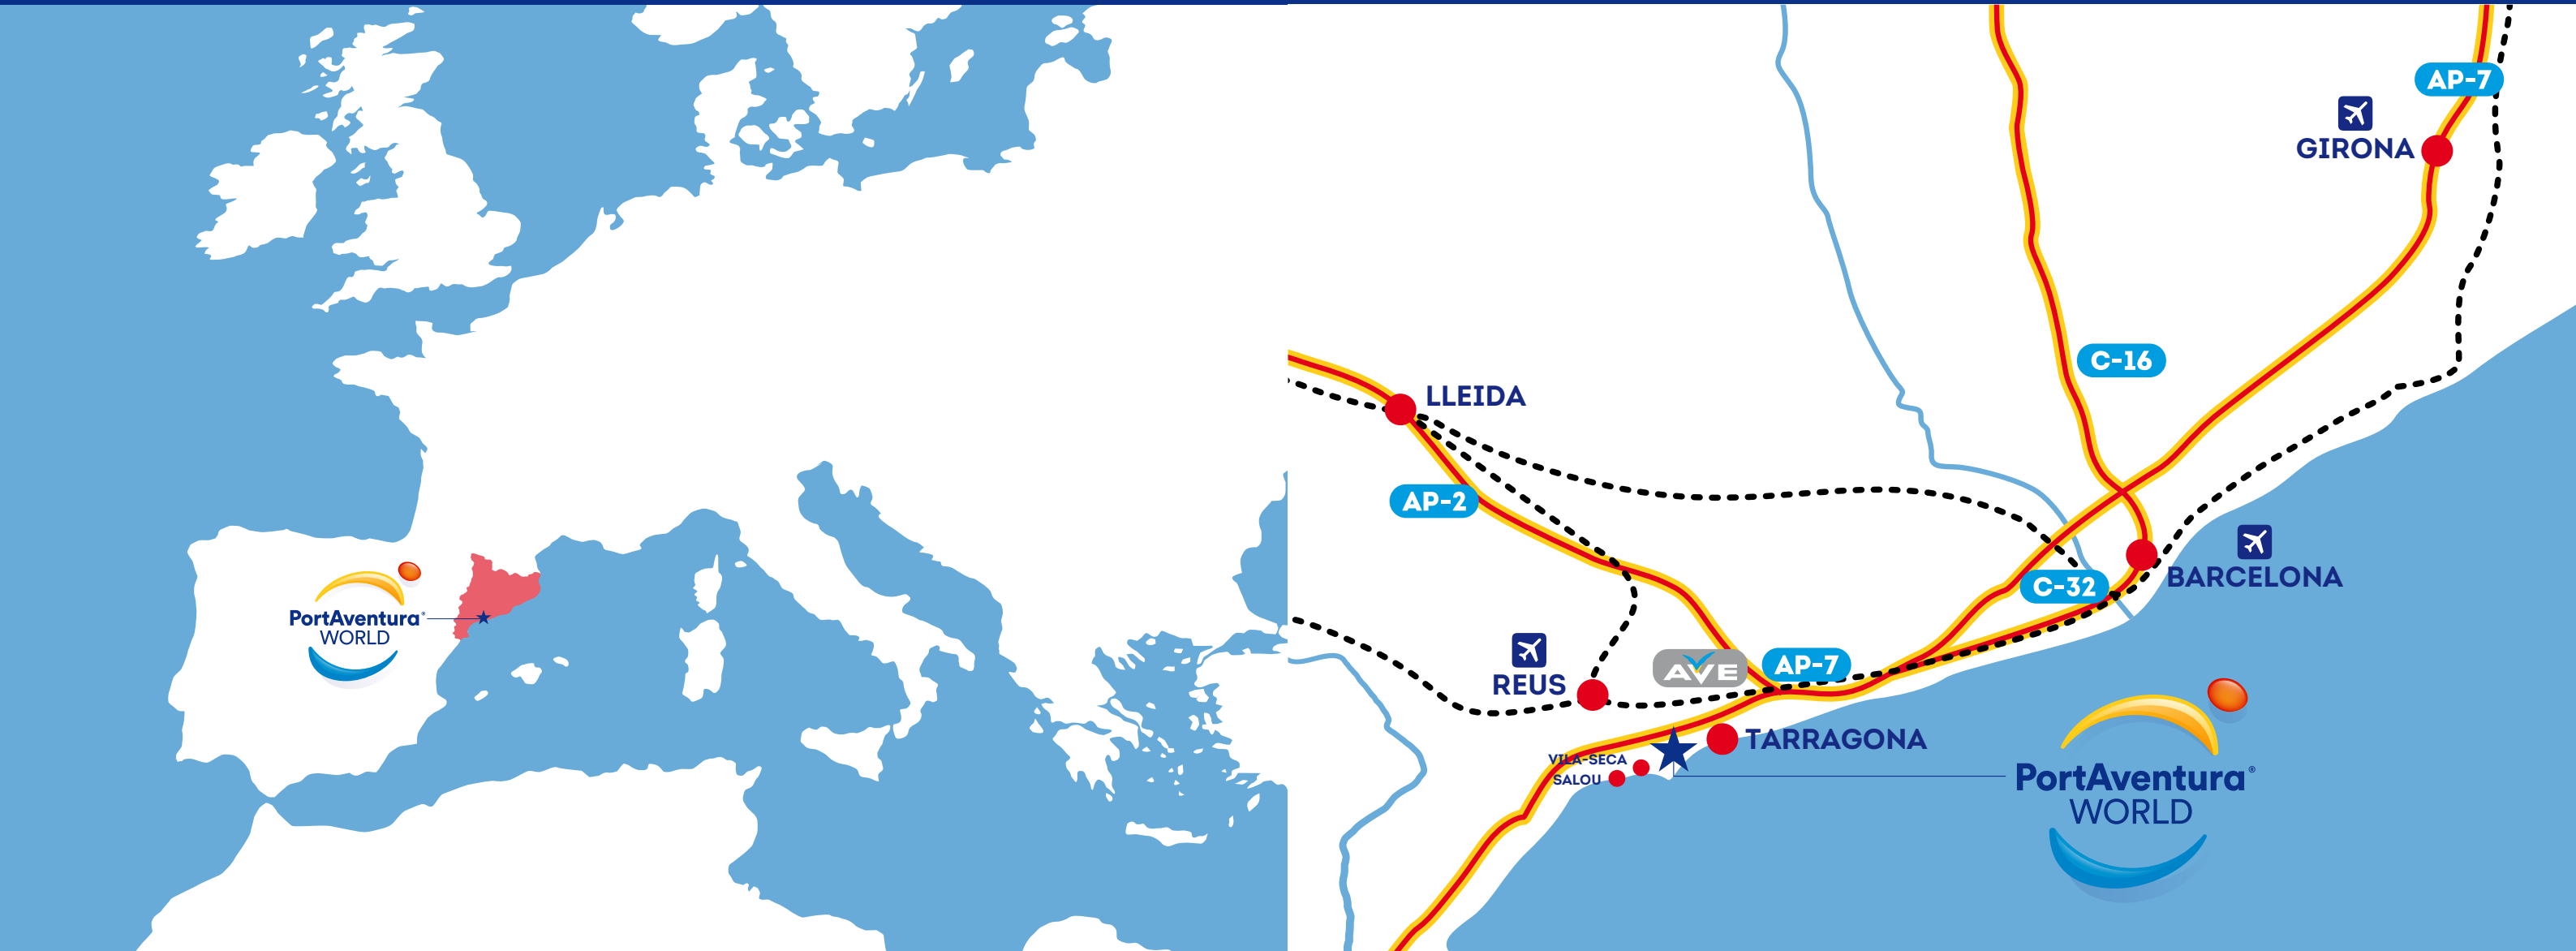 PortAventura®
WORLD
AP-7
GIRONA
C-16
LLEIDA
AP-2
BARCELONA
C-32
REUS
AVE
AP-7
TARRAGONA
VILA-SECA
SALOU
PortAventura®
WORLD